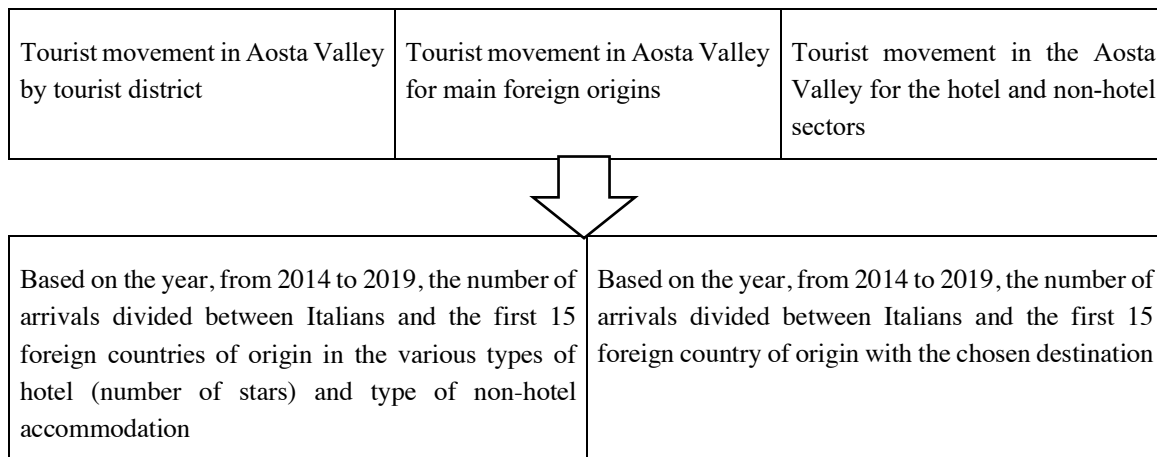 Tourist movement in Aosta Valley
by tourist district
Tourist movement in Aosta Valley
for main foreign origins
Tourist movement in the Aosta
Valley for the hotel and non-hotel
sectors
Based on the year, from 2014 to 2019, the number of
arrivals divided between Italians and the first 15
foreign countries of origin in the various types of
hotel (number of stars) and type of non-hotel
accommodation
Based on the year, from 2014 to 2019, the number of
arrivals divided between Italians and the first 15
foreign country of origin with the chosen destination